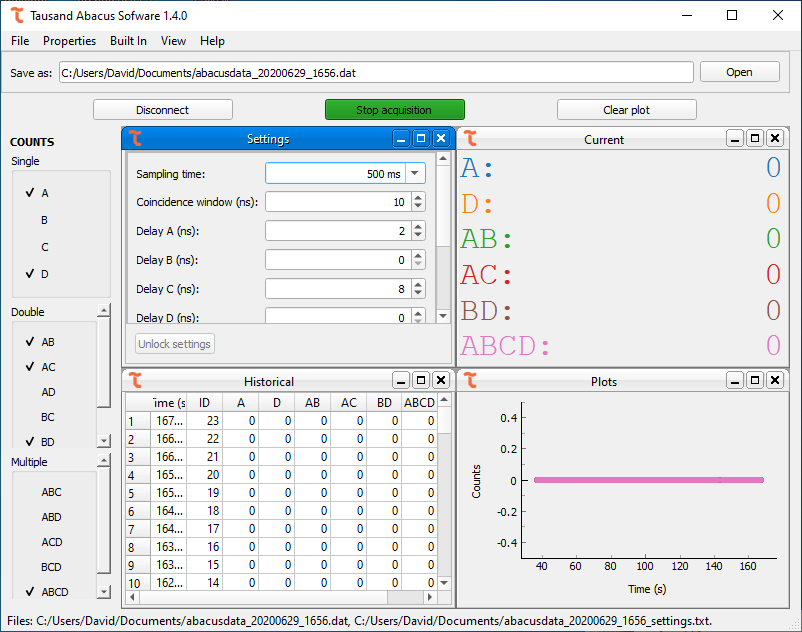 Tausand Abacus Sofware 1.4.0
File Properties Built In View Help
Save as: C:/Users/David/Documents/abacusdata_20200629_1656.dat Open
Disconnect Stop acquisition Clear plot
COUNTS
Single
A
B
C
D
Double
AB
AC
AD
BC
BD
Multiple
ABC
ABD
ACD
BCD
ABCD
Settings
Sampling time: 500 ms
Coincidence window (ns): 10
Delay A (ns): 2
Delay B (ns): 0
Delay C (ns): 8
Delay D (ns): 0
Unlock settings
Current
A: 0
D: 0
AB: 0
AC: 0
BD: 0
ABCD: 0
Historical
ime (s ID A D AB AC BD ABCD
1 167... 23 0 0 0 0 0 0
2 166... 22 0 0 0 0 0 0
3 166... 21 0 0 0 0 0 0
4 165... 20 0 0 0 0 0 0
5 165... 19 0 0 0 0 0 0
6 164... 18 0 0 0 0 0 0
7 164... 17 0 0 0 0 0 0
8 163... 16 0 0 0 0 0 0
9 163... 15 0 0 0 0 0 0
10 162... 14 0 0 0 0 0 0
Plots
Counts
0.4
0.2
0
-0.2
-0.4
40 60 80 100 120 140 160
Time (s)
Files: C:/Users/David/Documents/abacusdata_20200629_1656.dat, C:/Users/David/Documents/abacusdata_20200629_1656_settings.txt.